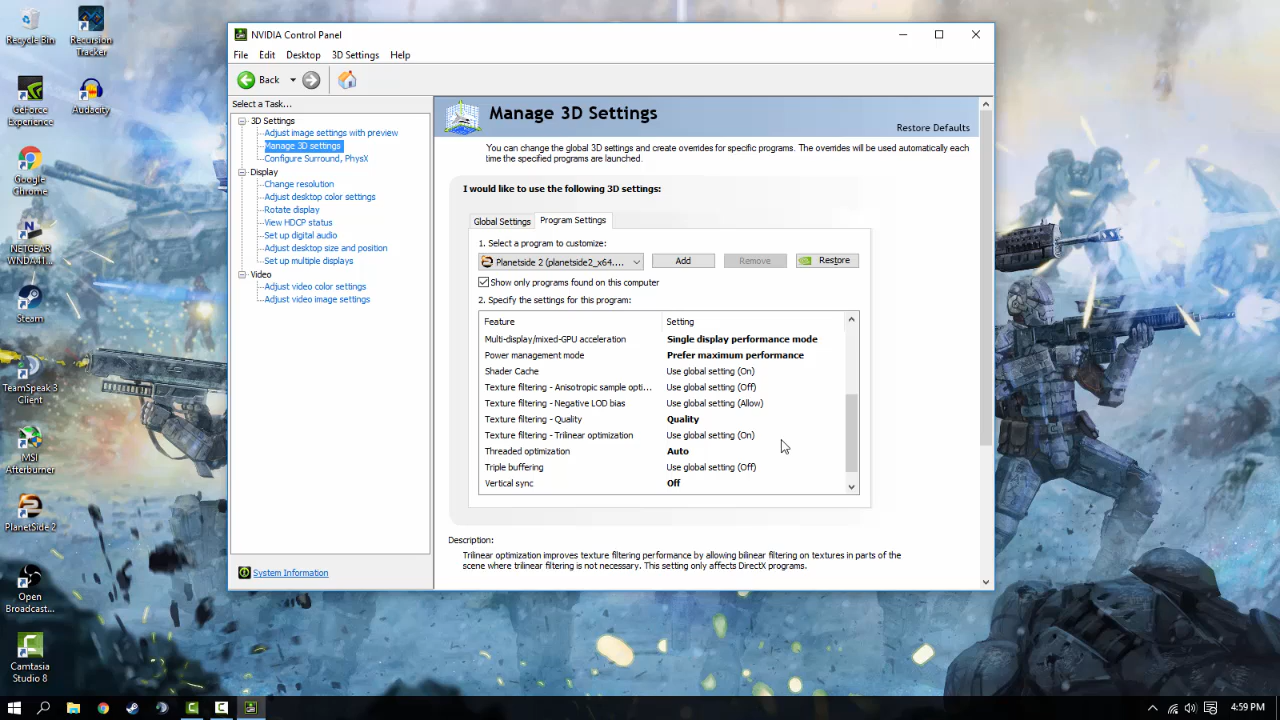 Recycle Bin
Recursion
Tracker
GeForce
Experience
Audacity
Google
Chrome
NETGEAR
WNDA41...
Steam
TeamSpeak 3
Client
MSI
Afterburner
PlanetSide 2
Open
Broadcast...
Camtasia
Studio 8
NVIDIA Control Panel
File Edit Desktop 3D Settings Help
Back
Select a Task...
3D Settings
Adjust image settings with preview
Manage 3D settings
Configure Surround, PhysX
Display
Change resolution
Adjust desktop color settings
Rotate display
View HDCP status
Set up digital audio
Adjust desktop size and position
Set up multiple displays
Video
Adjust video color settings
Adjust video image settings
System Information
Manage 3D Settings
Restore Defaults
You can change the global 3D settings and create overrides for specific programs. The overrides will be used automatically each
time the specified programs are launched.
I would like to use the following 3D settings:
Global Settings Program Settings
1. Select a program to customize:
Planetside 2 (planetside2_x64.... Add Remove Restore
Show only programs found on this computer
2. Specify the settings for this program:
Feature Setting
Multi-display/mixed-GPU acceleration Single display performance mode
Power management mode Prefer maximum performance
Shader Cache Use global setting (On)
Texture filtering - Anisotropic sample opti... Use global setting (Off)
Texture filtering - Negative LOD bias Use global setting (Allow)
Texture filtering - Quality Quality
Texture filtering - Trilinear optimization Use global setting (On)
Threaded optimization Auto
Triple buffering Use global setting (Off)
Vertical sync Off
Description:
Trilinear optimization improves texture filtering performance by allowing bilinear filtering on textures in parts of the
scene where trilinear filtering is not necessary. This setting only affects DirectX programs.
4:59 PM